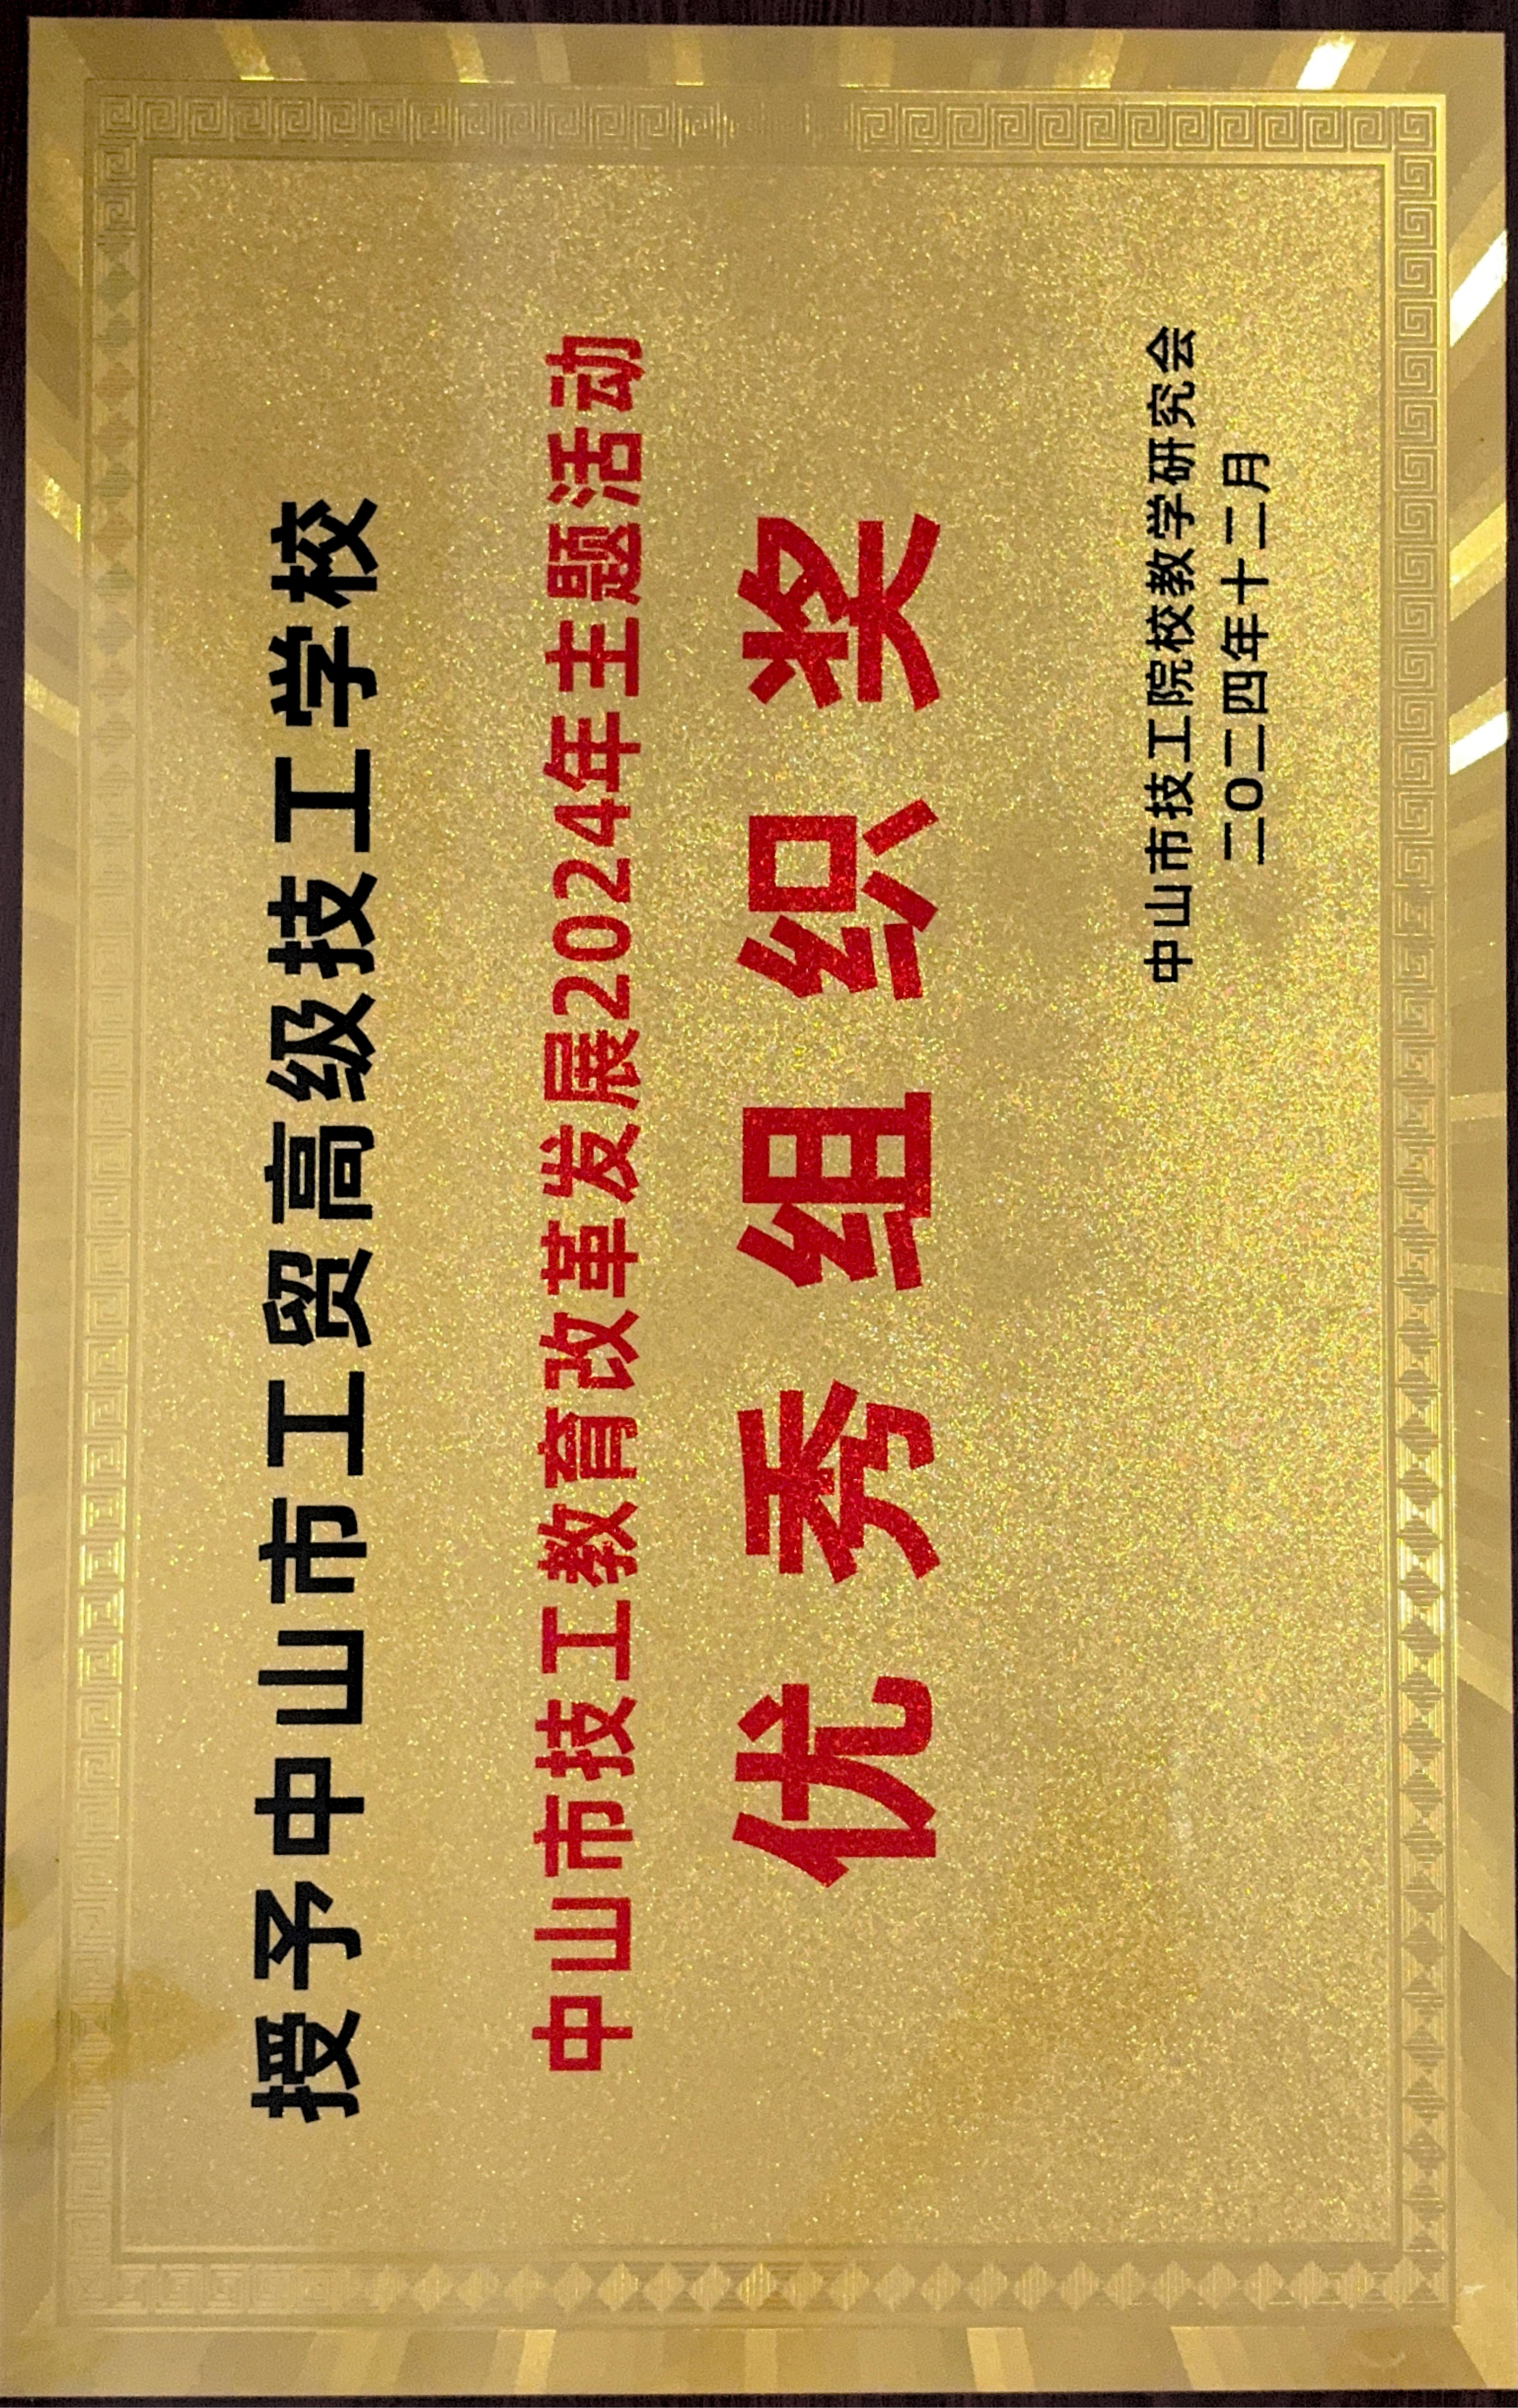 授予中山市工贸高级技工学校
中山市技工教育改革发展2024年主题活动
优秀组织奖
中山市技工院校教学研究会
二〇二四年十二月